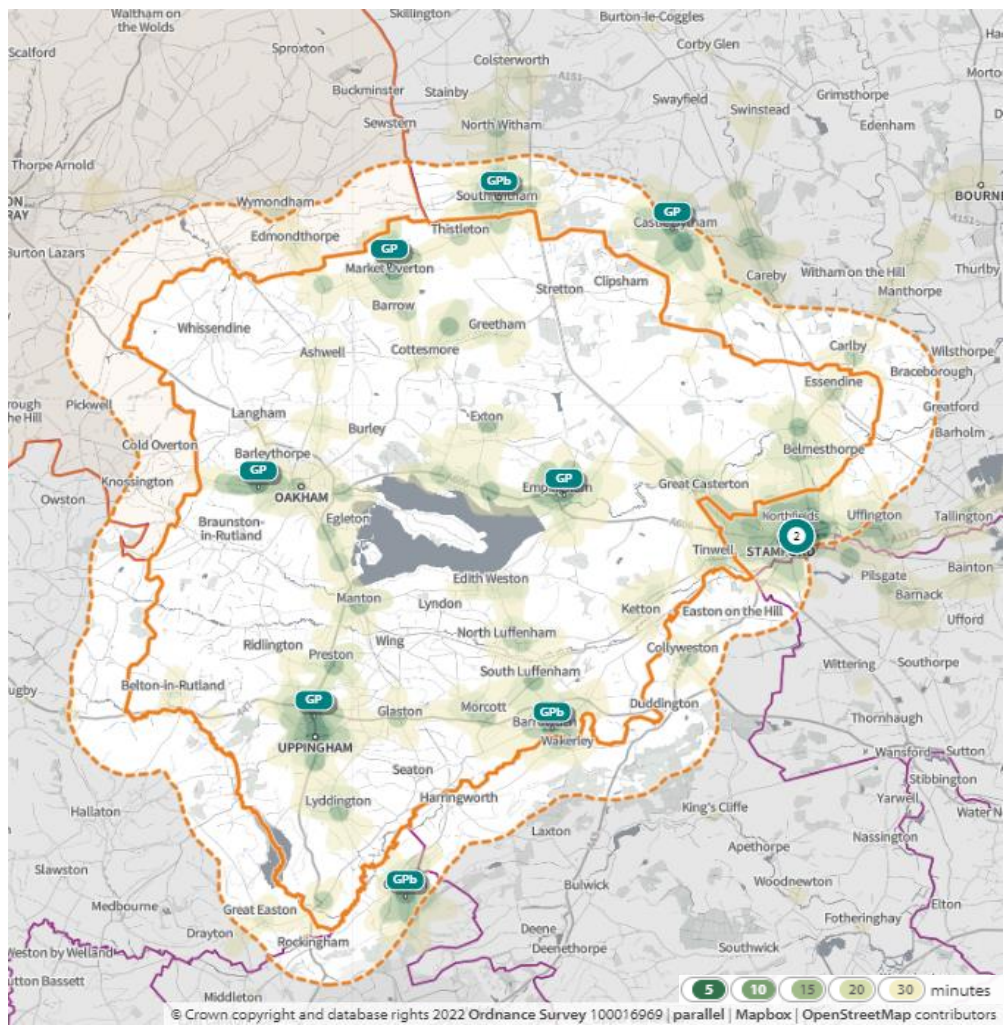 Waltham on
the Wolds
Skillington
Burton-le-Coggles
Scalford
Sproxton
Corby Glen
Colsterworth
A151
Buckminster
Stainby
Swayfield
Grimsthorpe
Swinstead
Sewstern
North Witham
Edenham
Thorpe Arnold
GPb
BOURNE
Wymondham
GP
A151
Edmondthorpe
Thistleton
GP
Burton Lazars
Market Overton
Careby
Witham on the Hill
Thurlby
Clipsham
Stretton
Manthorpe
Barrow
Whissendine
Greetham
Ashwell
Cottesmore
Carlby
Wilsthorpe
Braceborough
Essendine
Pickwell
Langham
Greatford
Burley
Exton
Cold Overton
Barholm
Barleythorpe
Belmesthorpe
GP
GP
Knossington
Great Casterton
Owston
OAKHAM
A606
Egleton
Northfields
Uffington
Tallington
Braunston-
in-Rutland
2
Tinwell
STAMFORD
Edith Weston
Pilsgate
Bainton
Manton
Lyndon
Barnack
Ketton
Easton on the Hill
Ufford
Ridlington
Wing
North Luffenham
Preston
Collyweston
Wittering
Southorpe
South Luffenham
Belton-in-Rutland
GP
Duddington
Glaston
Morcott
GPb
Thornhaugh
UPPINGHAM
Wakerley
Wansford
Sutton
Seaton
Stibbington
Hallaton
Lyddington
Harringworth
Yarwell
King's Cliffe
Laxton
Nassington
Apethorpe
Slawston
GPb
Bulwick
Woodnewton
Medbourne
Great Easton
Elton
Drayton
Deene
Fotheringhay
Rockingham
Deenethorpe
Southwick
Weston by Welland
Middleton
5 10 15 20 30 minutes
© Crown copyright and database rights 2022 Ordnance Survey 100016969 | parallel | Mapbox | OpenStreetMap contributors